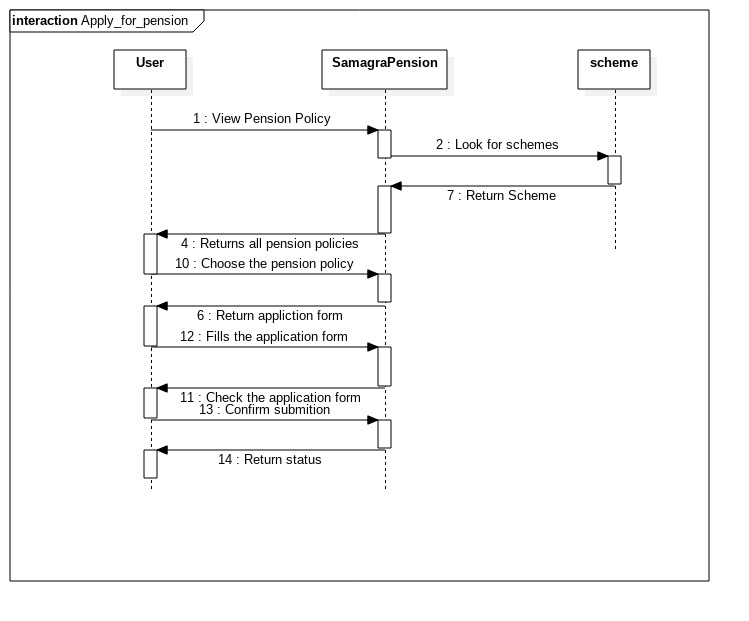 interaction Apply_for_pension
User
SamagraPension
scheme
1 : View Pension Policy
2 : Look for schemes
7 : Return Scheme
4 : Returns all pension policies
10 : Choose the pension policy
6 : Return appliction form
12 : Fills the application form
11 : Check the application form
13 : Confirm submition
14 : Return status